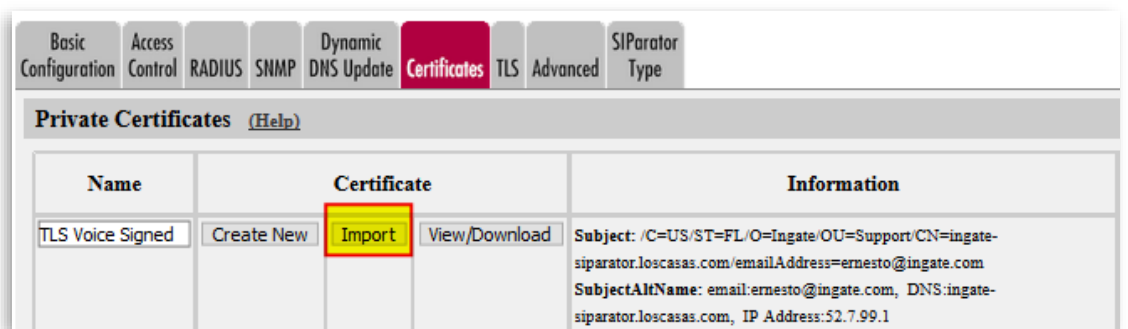 Basic Configuration Access Control RADIUS SNMP Dynamic DNS Update Certificates TLS Advanced SIParator Type
Private Certificates (Help)
Name Certificate Information
TLS Voice Signed Create New Import View/Download Subject: /C=US/ST=FL/O=Ingate/OU=Support/CN=ingate-
siparator.loscasas.com/emailAddress=ernesto@ingate.com
SubjectAltName: email:ernesto@ingate.com, DNS:ingate-
siparator.loscasas.com, IP Address:52.7.99.1